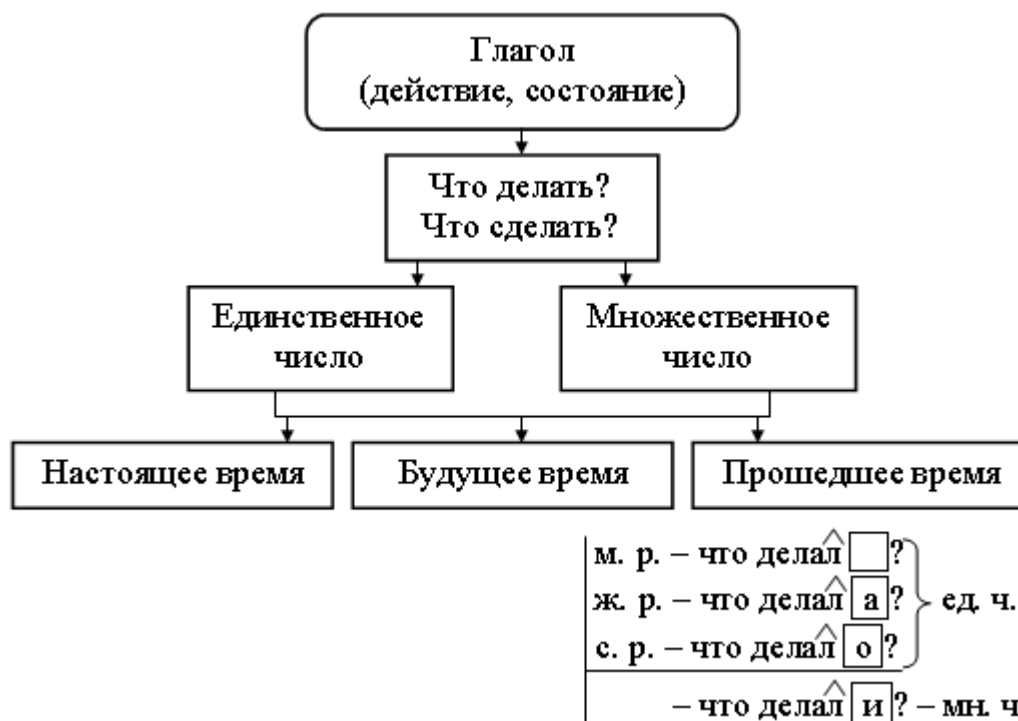 Глагол
(действие, состояние)
Что делать?
Что сделать?
Единственное
число
Множественное
число
Настоящее время
Будущее время
Прошедшее время
м. р. – что делал ?
ж. р. – что делал а ?
с. р. – что делал о ?
ед. ч.
– что делал и ? – мн. ч